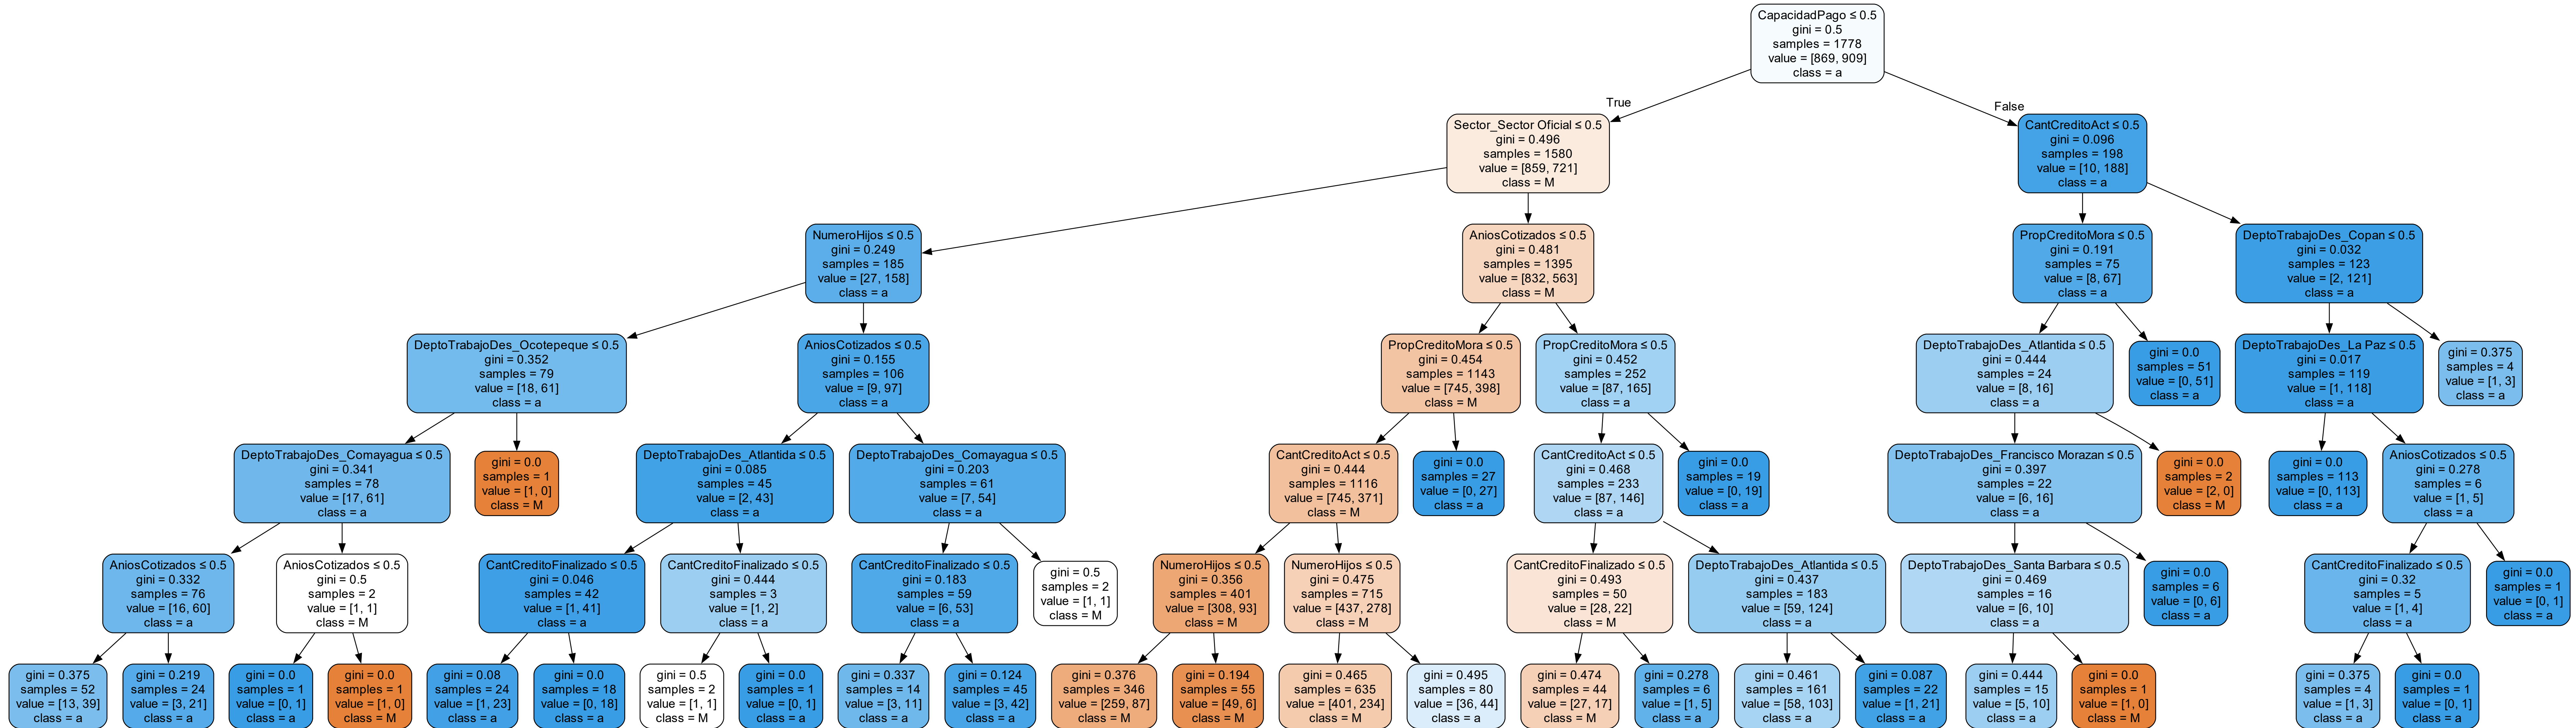 CapacidadPago ≤ 0.5
gini = 0.5
samples = 1778
value = [869, 909]
class = a
True
False
Sector_Sector Oficial ≤ 0.5
gini = 0.496
samples = 1580
value = [859, 721]
class = M
CantCreditoAct ≤ 0.5
gini = 0.096
samples = 198
value = [10, 188]
class = a
NumeroHijos ≤ 0.5
gini = 0.249
samples = 185
value = [27, 158]
class = a
AniosCotizados ≤ 0.5
gini = 0.481
samples = 1395
value = [832, 563]
class = M
PropCreditoMora ≤ 0.5
gini = 0.191
samples = 75
value = [8, 67]
class = a
DeptoTrabajoDes_Copan ≤ 0.5
gini = 0.032
samples = 123
value = [2, 121]
class = a
DeptoTrabajoDes_Ocotepeque ≤ 0.5
gini = 0.352
samples = 79
value = [18, 61]
class = a
AniosCotizados ≤ 0.5
gini = 0.155
samples = 106
value = [9, 97]
class = a
PropCreditoMora ≤ 0.5
gini = 0.454
samples = 1143
value = [745, 398]
class = M
PropCreditoMora ≤ 0.5
gini = 0.452
samples = 252
value = [87, 165]
class = a
DeptoTrabajoDes_Atlantida ≤ 0.5
gini = 0.444
samples = 24
value = [8, 16]
class = a
gini = 0.0
samples = 51
value = [0, 51]
class = a
DeptoTrabajoDes_La Paz ≤ 0.5
gini = 0.017
samples = 119
value = [1, 118]
class = a
gini = 0.375
samples = 4
value = [1, 3]
class = a
DeptoTrabajoDes_Comayagua ≤ 0.5
gini = 0.341
samples = 78
value = [17, 61]
class = a
gini = 0.0
samples = 1
value = [1, 0]
class = M
DeptoTrabajoDes_Atlantida ≤ 0.5
gini = 0.085
samples = 45
value = [2, 43]
class = a
DeptoTrabajoDes_Comayagua ≤ 0.5
gini = 0.203
samples = 61
value = [7, 54]
class = a
CantCreditoAct ≤ 0.5
gini = 0.444
samples = 1116
value = [745, 371]
class = M
gini = 0.0
samples = 27
value = [0, 27]
class = a
CantCreditoAct ≤ 0.5
gini = 0.468
samples = 233
value = [87, 146]
class = a
gini = 0.0
samples = 19
value = [0, 19]
class = a
DeptoTrabajoDes_Francisco Morazan ≤ 0.5
gini = 0.397
samples = 22
value = [6, 16]
class = a
gini = 0.0
samples = 2
value = [2, 0]
class = M
gini = 0.0
samples = 113
value = [0, 113]
class = a
AniosCotizados ≤ 0.5
gini = 0.278
samples = 6
value = [1, 5]
class = a
AniosCotizados ≤ 0.5
gini = 0.332
samples = 76
value = [16, 60]
class = a
AniosCotizados ≤ 0.5
gini = 0.5
samples = 2
value = [1, 1]
class = M
CantCreditoFinalizado ≤ 0.5
gini = 0.046
samples = 42
value = [1, 41]
class = a
CantCreditoFinalizado ≤ 0.5
gini = 0.444
samples = 3
value = [1, 2]
class = a
CantCreditoFinalizado ≤ 0.5
gini = 0.183
samples = 59
value = [6, 53]
class = a
gini = 0.5
samples = 2
value = [1, 1]
class = M
NumeroHijos ≤ 0.5
gini = 0.356
samples = 401
value = [308, 93]
class = M
NumeroHijos ≤ 0.5
gini = 0.475
samples = 715
value = [437, 278]
class = M
CantCreditoFinalizado ≤ 0.5
gini = 0.493
samples = 50
value = [28, 22]
class = M
DeptoTrabajoDes_Atlantida ≤ 0.5
gini = 0.437
samples = 183
value = [59, 124]
class = a
DeptoTrabajoDes_Santa Barbara ≤ 0.5
gini = 0.469
samples = 16
value = [6, 10]
class = a
gini = 0.0
samples = 6
value = [0, 6]
class = a
CantCreditoFinalizado ≤ 0.5
gini = 0.32
samples = 5
value = [1, 4]
class = a
gini = 0.0
samples = 1
value = [0, 1]
class = a
gini = 0.375
samples = 52
value = [13, 39]
class = a
gini = 0.219
samples = 24
value = [3, 21]
class = a
gini = 0.0
samples = 1
value = [0, 1]
class = a
gini = 0.0
samples = 1
value = [1, 0]
class = M
gini = 0.08
samples = 24
value = [1, 23]
class = a
gini = 0.0
samples = 18
value = [0, 18]
class = a
gini = 0.5
samples = 2
value = [1, 1]
class = M
gini = 0.0
samples = 1
value = [0, 1]
class = a
gini = 0.337
samples = 14
value = [3, 11]
class = a
gini = 0.124
samples = 45
value = [3, 42]
class = a
gini = 0.376
samples = 346
value = [259, 87]
class = M
gini = 0.194
samples = 55
value = [49, 6]
class = M
gini = 0.465
samples = 635
value = [401, 234]
class = M
gini = 0.495
samples = 80
value = [36, 44]
class = a
gini = 0.474
samples = 44
value = [27, 17]
class = M
gini = 0.278
samples = 6
value = [1, 5]
class = a
gini = 0.461
samples = 161
value = [58, 103]
class = a
gini = 0.087
samples = 22
value = [1, 21]
class = a
gini = 0.444
samples = 15
value = [5, 10]
class = a
gini = 0.0
samples = 1
value = [1, 0]
class = M
gini = 0.375
samples = 4
value = [1, 3]
class = a
gini = 0.0
samples = 1
value = [0, 1]
class = a